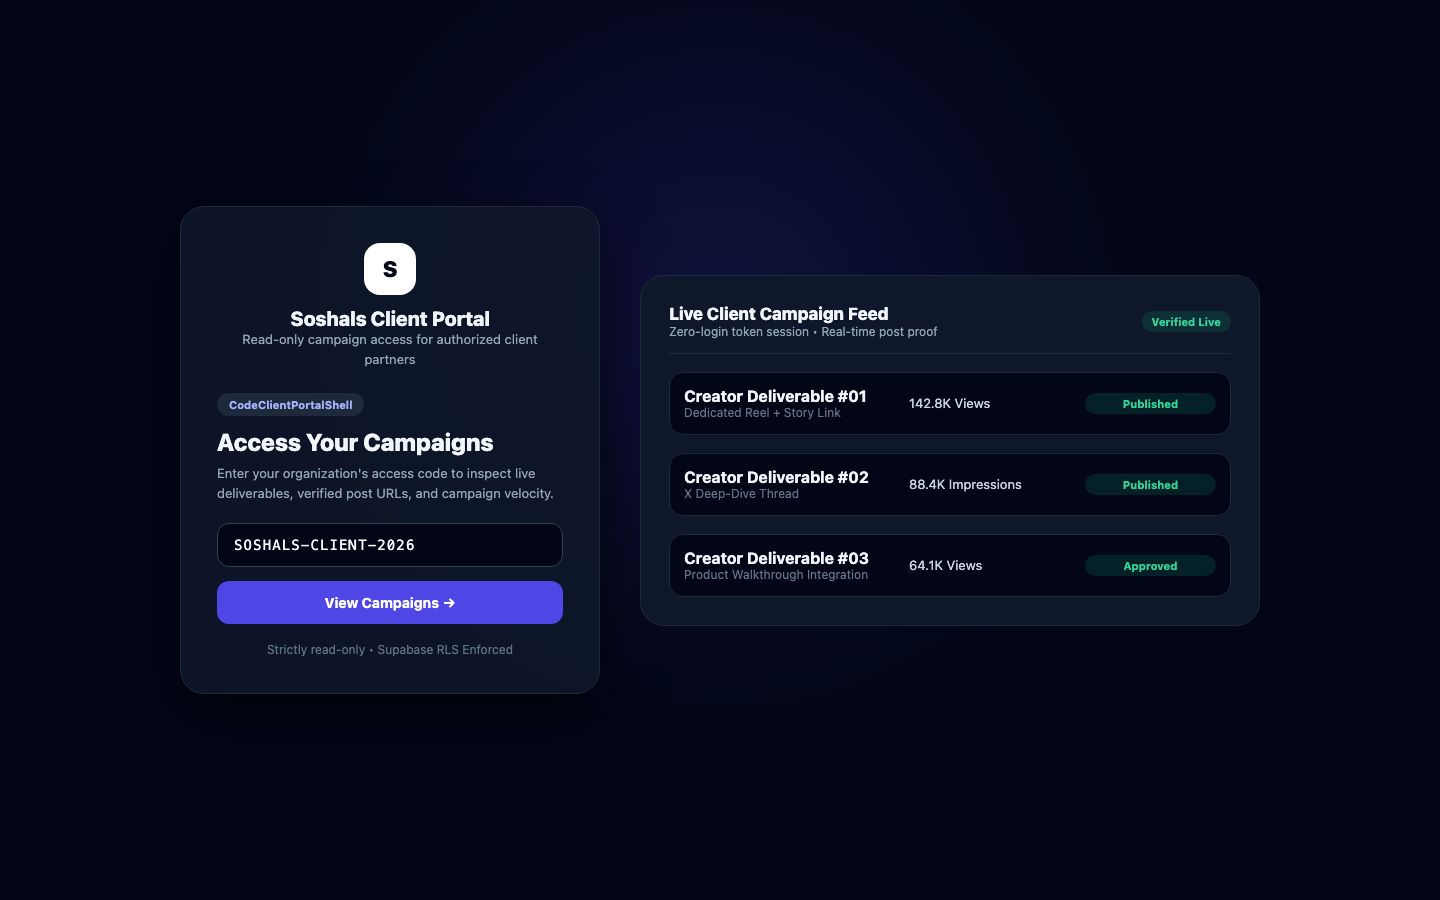 S
Soshals Client Portal
Read-only campaign access for authorized client
partners
CodeClientPortalShell
Access Your Campaigns
Enter your organization's access code to inspect live
deliverables, verified post URLs, and campaign velocity.
SOSHALS-CLIENT-2026
View Campaigns →
Strictly read-only • Supabase RLS Enforced
Live Client Campaign Feed
Zero-login token session • Real-time post proof
Verified Live
Creator Deliverable #01
Dedicated Reel + Story Link
142.8K Views
Published
Creator Deliverable #02
X Deep-Dive Thread
88.4K Impressions
Published
Creator Deliverable #03
Product Walkthrough Integration
64.1K Views
Approved